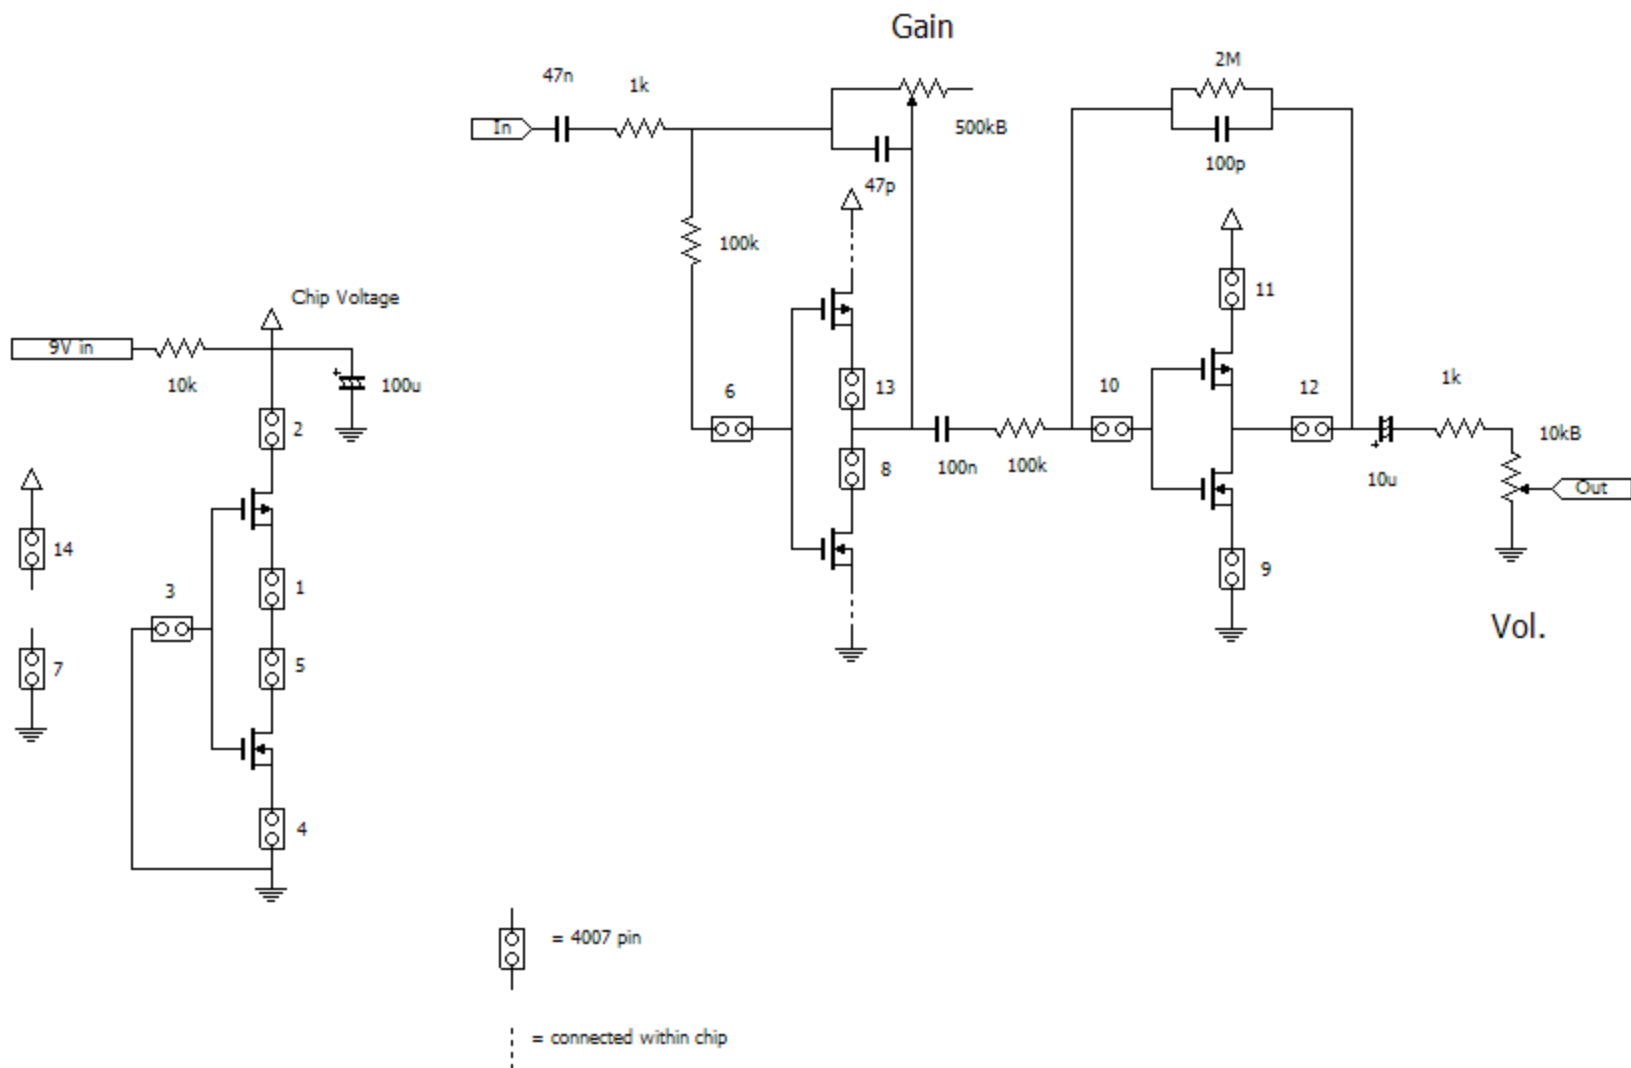 Gain
2M
47n
1k
In
500kB
100p
47p
100k
Chip Voltage
11
9V in
10k
100u
13
6
10
12
1k
10kB
2
8
100n
100k
10u
Out
14
1
9
3
Vol.
7
5
4
= 4007 pin
= connected within chip